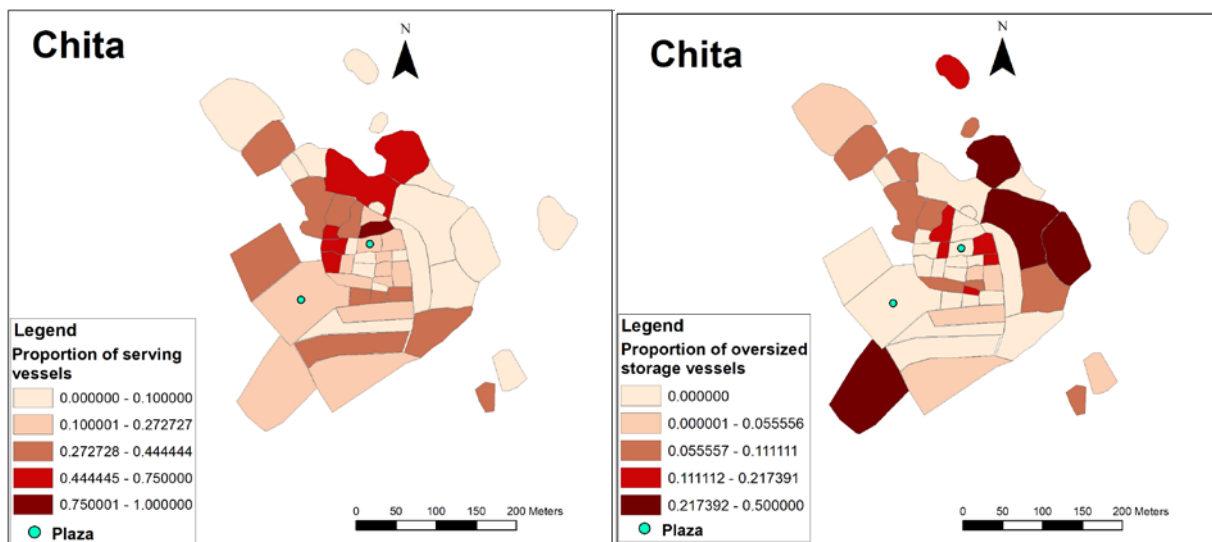 Chita
N
Legend
Proportion of serving
vessels
0.000000 - 0.100000
0.100001 - 0.272727
0.272728 - 0.444444
0.444445 - 0.750000
0.750001 - 1.000000
Plaza
0 50 100 150 200 Meters
Chita
N
Legend
Proportion of oversized
storage vessels
0.000000
0.000001 - 0.055556
0.055557 - 0.111111
0.111112 - 0.217391
0.217392 - 0.500000
Plaza
0 50 100 150 200 Meters